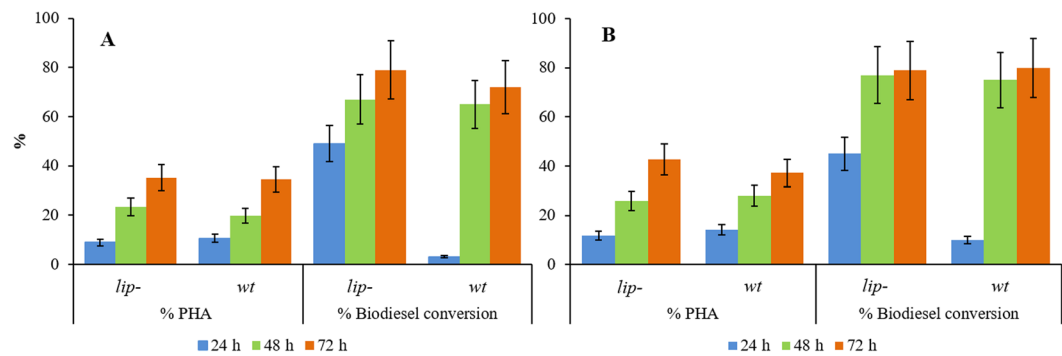 A
100
80
60
40
20
0
%
lip-
wt
lip-
wt
% PHA
% Biodiesel conversion
24 h 48 h 72 h
B
100
80
60
40
20
0
lip-
wt
lip-
wt
% PHA
% Biodiesel conversion
24 h 48 h 72 h